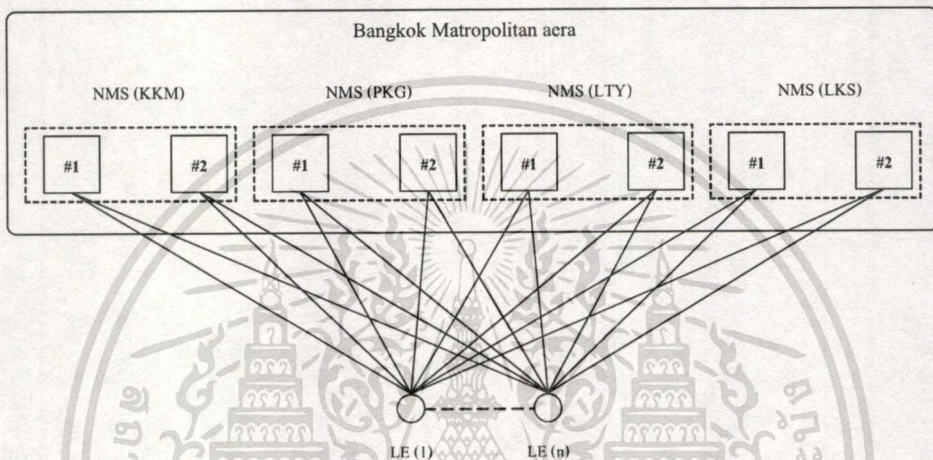 Bangkok Matropolitan aera
NMS (KKM) NMS (PKG) NMS (LTY) NMS (LKS)
#1 #2 #1 #2 #1 #2 #1 #2
LE (1) LE (n)